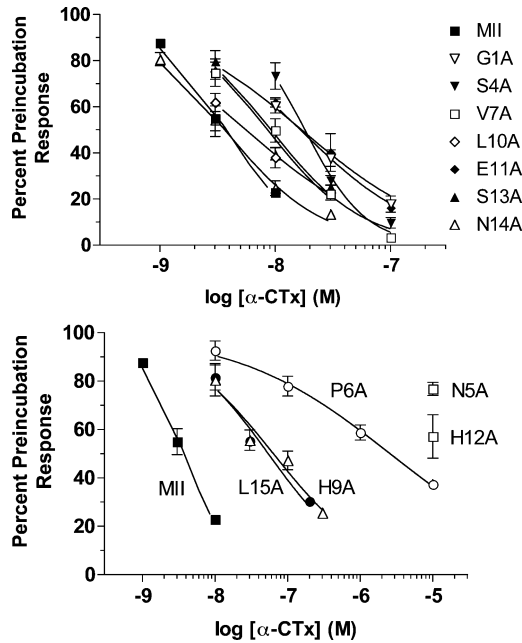 100
80
60
40
20
0
Percent Preincubation
Response
-9
-8
-7
log [α-CTx] (M)
MII
G1A
S4A
V7A
L10A
E11A
S13A
N14A
100
80
60
40
20
0
Percent Preincubation
Response
P6A
N5A
H12A
MII
L15A
H9A
-9
-8
-7
-6
-5
log [α-CTx] (M)